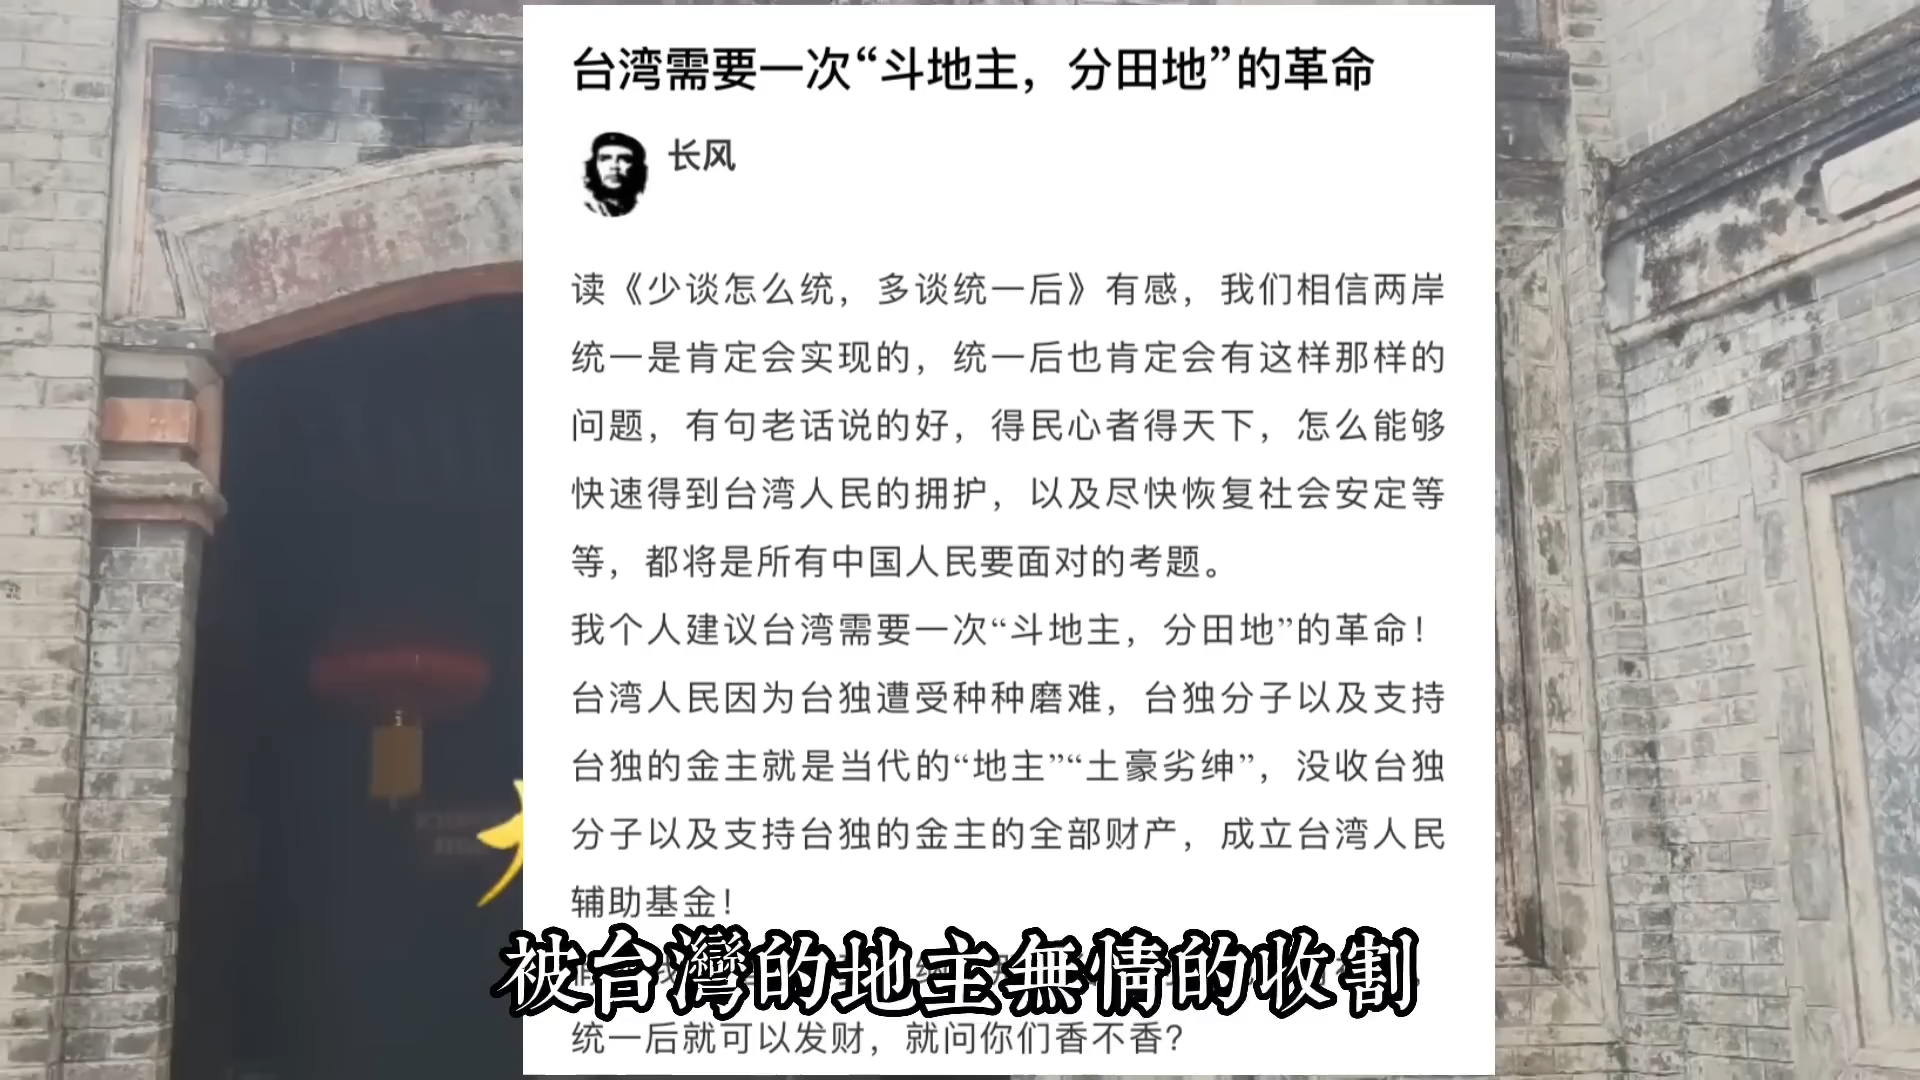 台湾需要一次“斗地主，分田地”的革命
长风
读《少谈怎么统，多谈统一后》有感，我们相信两岸
统一是肯定会实现的，统一后也肯定会有这样那样的
问题，有句老话说的好，得民心者得天下，怎么能够
快速得到台湾人民的拥护，以及尽快恢复社会安定等
等，都将是所有中国人民要面对的考题。
我个人建议台湾需要一次“斗地主，分田地”的革命！
台湾人民因为台独遭受种种磨难，台独分子以及支持
台独的金主就是当代的“地主”“土豪劣绅”，没收台独
分子以及支持台独的金主的全部财产，成立台湾人民
辅助基金！
被台灣的地主無情的收割
统一后就可以发财，就问你们香不香？